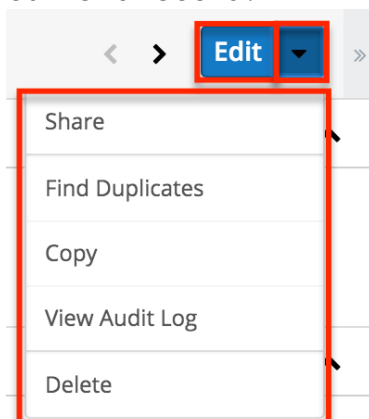 Edit
Share
Find Duplicates
Copy
View Audit Log
Delete